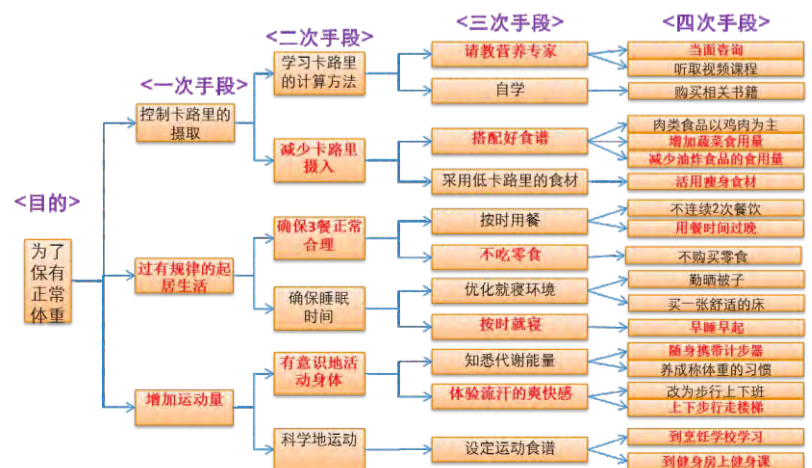 <目的>
<一次手段>
<二次手段>
<三次手段>
<四次手段>
为了
保有
正常
体重
控制卡路里的
摄取
过有规律的起
居生活
增加运动量
学习卡路里
的计算方法
减少卡路里
摄入
确保3餐正常
合理
确保睡眠
时间
有意识地活
动身体
科学地运动
请教营养专家
自学
搭配好食谱
采用低卡路里的食材
按时用餐
不吃零食
优化就寝环境
按时就寝
知悉代谢能量
体验流汗的爽快感
设定运动食谱
当面咨询
听取视频课程
购买相关书籍
肉类食品以鸡肉为主
增加蔬菜食用量
减少油炸食品的食用量
活用瘦身食材
不连续2次餐饮
用餐时间过晚
不购买零食
勤晒被子
买一张舒适的床
早睡早起
随身携带计步器
养成称体重的习惯
改为步行上下班
上下步行走楼梯
到烹饪学校学习
到健身房上健身课